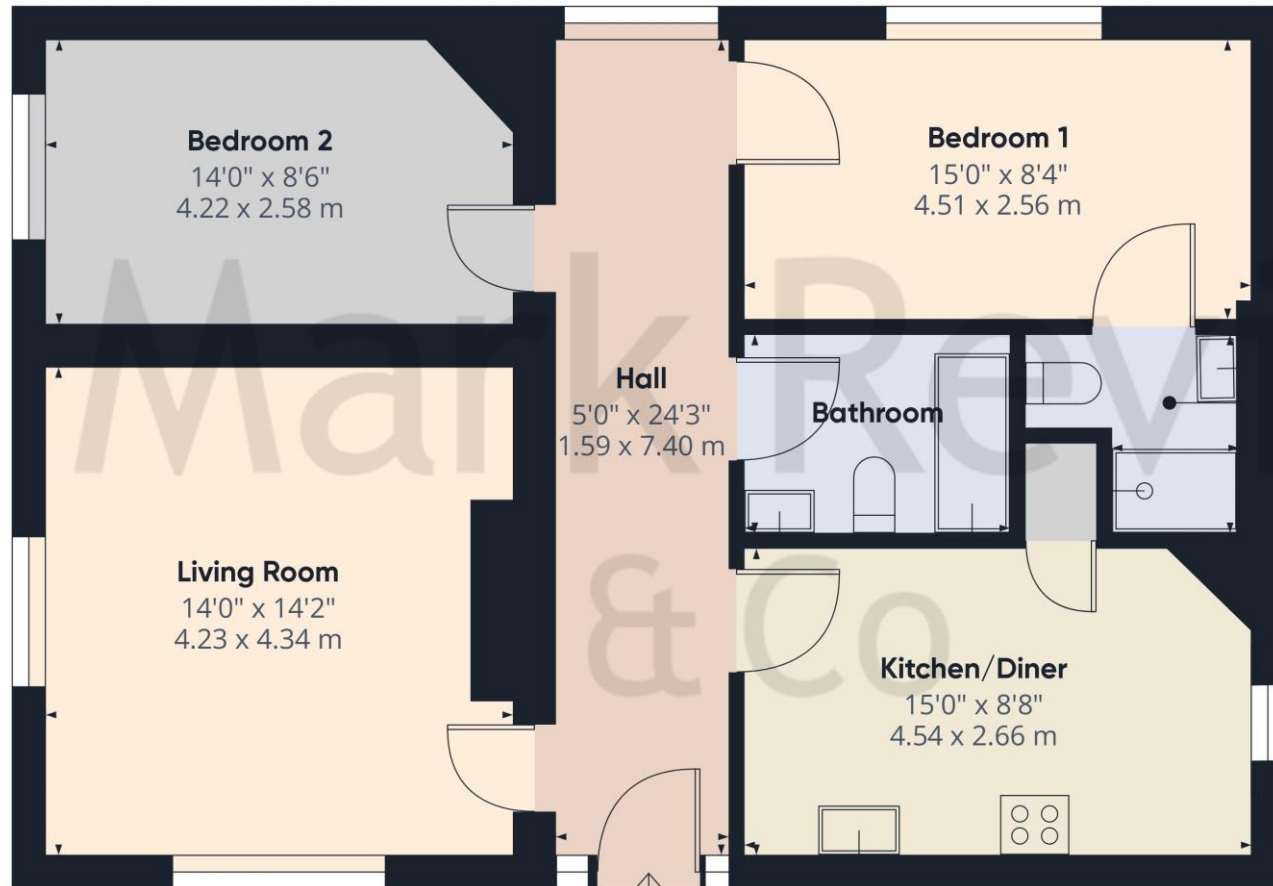 Bedroom 2
14'0" x 8'6"
4.22 x 2.58 m
Bedroom 1
15'0" x 8'4"
4.51 x 2.56 m
Hall
5'0" x 24'3"
1.59 x 7.40 m
Bathroom
Living Room
14'0" x 14'2"
4.23 x 4.34 m
Kitchen/Diner
15'0" x 8'8"
4.54 x 2.66 m
Mark Revi
& Co